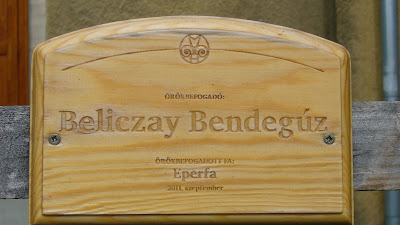 ÖRÖKBEFOGADÓ:
Beliczay Bendegúz
ÖRÖKBEFOGADOTT FA:
Eperfa
2011. szeptember